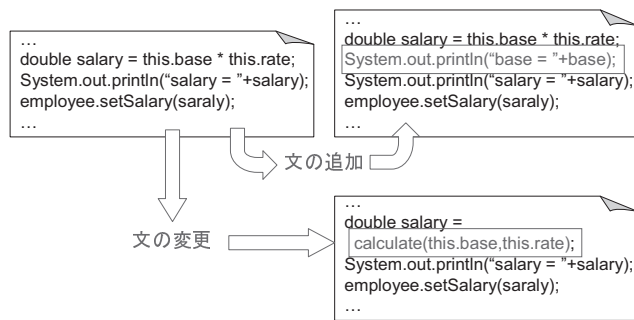 …
double salary = this.base * this.rate;
System.out.println(“salary = ”+salary);
employee.setSalary(saraly);
…
…
double salary = this.base * this.rate;
System.out.println(“base = ”+base);
System.out.println(“salary = ”+salary);
employee.setSalary(saraly);
…
文の追加
文の変更
…
double salary =
calculate(this.base,this.rate);
System.out.println(“salary = ”+salary);
employee.setSalary(saraly);
…